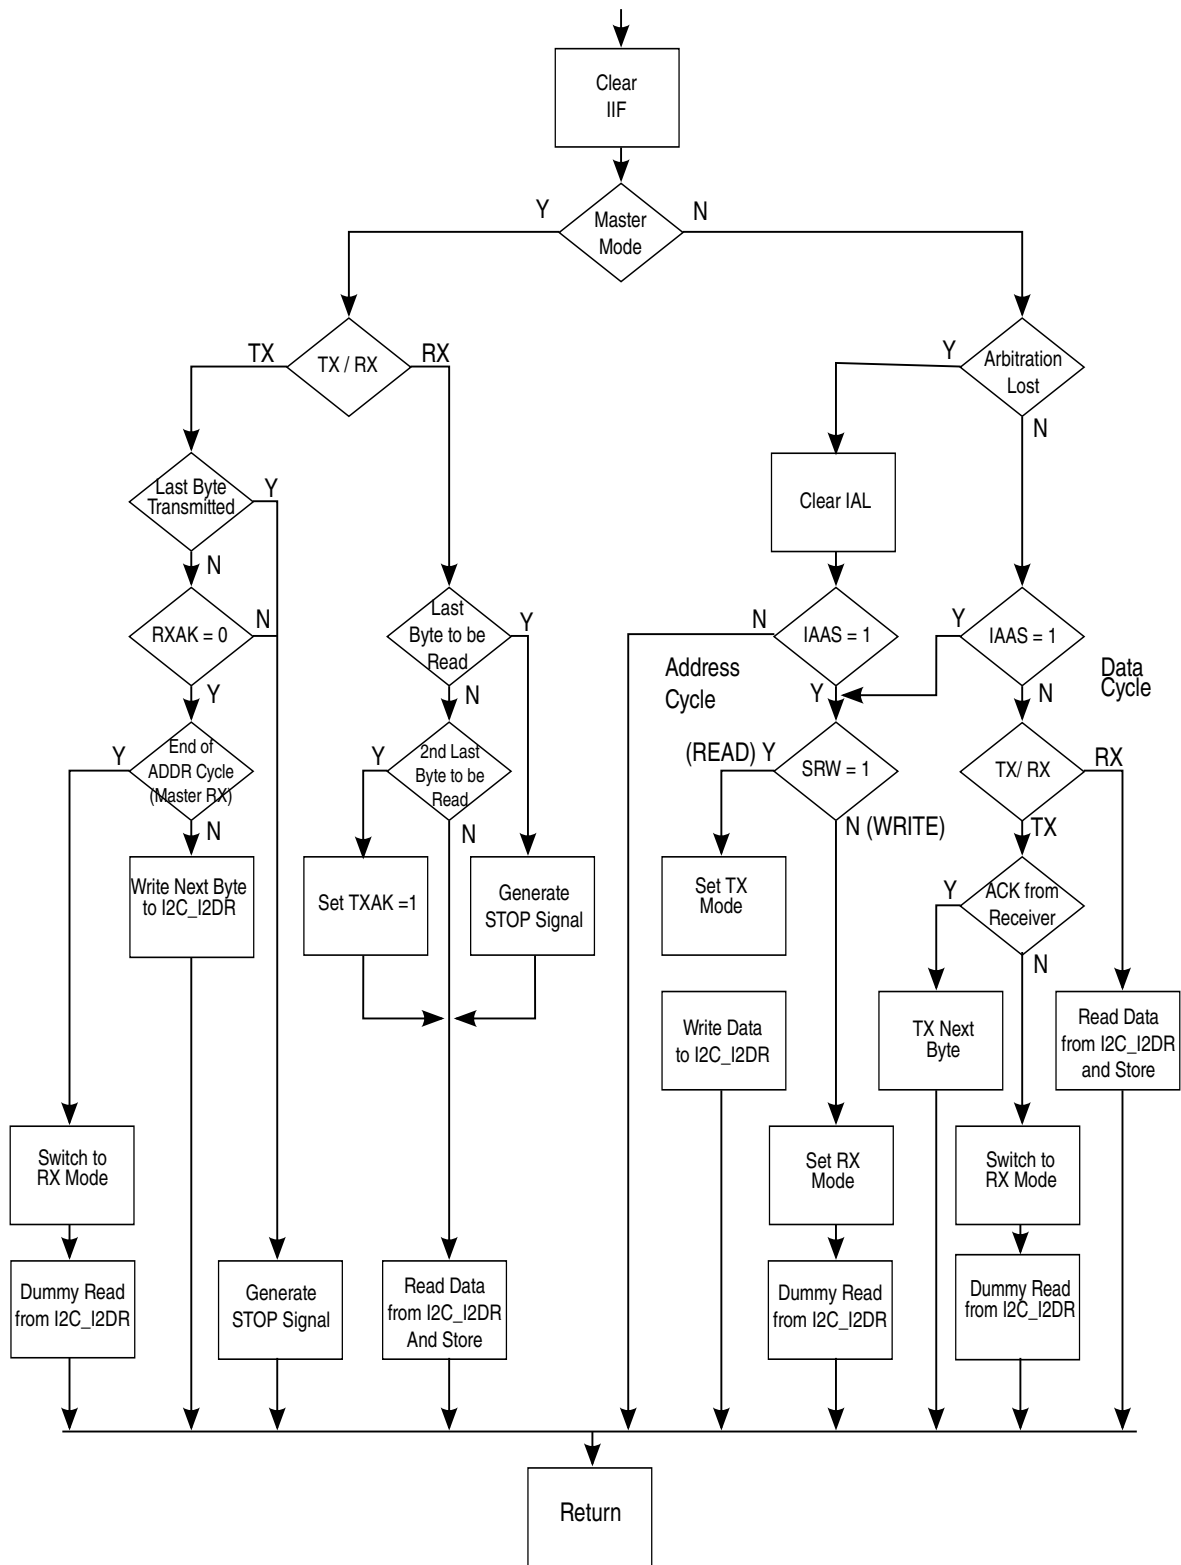 Clear
IIF
Y
Master
Mode
N
TX
TX / RX
RX
Y
Arbitration
Lost
N
Last Byte
Transmitted
Y
N
Clear IAL
RXAK = 0
N
Y
Last
Byte to be
Read
Y
N
N
IAAS = 1
Y
Address
Cycle
Y
IAAS = 1
N
Data
Cycle
Y
End of
ADDR Cycle
(Master RX)
N
Y
2nd Last
Byte to be
Read
N
(READ) Y
SRW = 1
N (WRITE)
TX/ RX
RX
TX
Write Next Byte
to I2C_I2DR
Set TXAK =1
Generate
STOP Signal
Set TX
Mode
Y
ACK from
Receiver
N
Write Data
to I2C_I2DR
TX Next
Byte
Read Data
from I2C_I2DR
and Store
Switch to
RX Mode
Set RX
Mode
Switch to
RX Mode
Dummy Read
from I2C_I2DR
Generate
STOP Signal
Read Data
from I2C_I2DR
And Store
Dummy Read
from I2C_I2DR
Dummy Read
from I2C_I2DR
Return